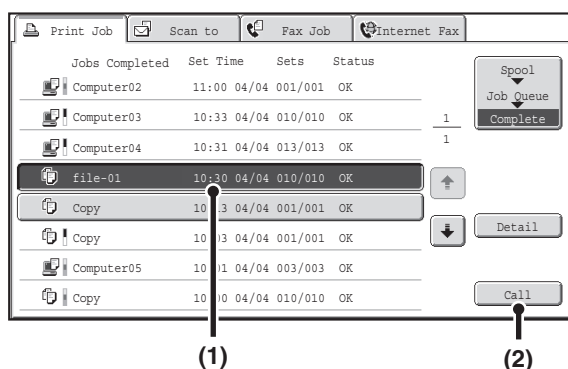 Print Job Scan to Fax Job Internet Fax
Jobs Completed Set Time Sets Status
Computer02 11:00 04/04 001/001 OK
Computer03 10:33 04/04 010/010 OK
Computer04 10:31 04/04 013/013 OK
file-01 10:30 04/04 010/010 OK
Copy 04/04 001/001 OK
Copy 04/04 001/001 OK
Computer05 04/04 003/003 OK
Copy 04/04 010/010 OK
1
1
Spool
Job Queue
Complete
Detail
Call
(1) (2)